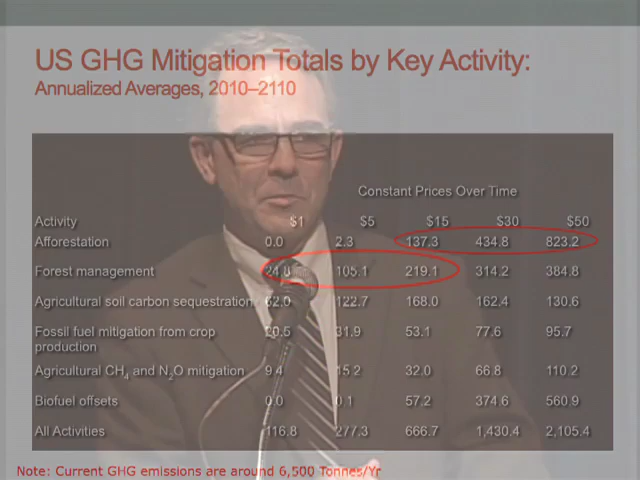 US GHG Mitigation Totals by Key Activity:
Annualized Averages, 2010–2110
Constant Prices Over Time
Activity $1 $5 $15 $30 $50
Afforestation 0.0 2.3 137.3 434.8 823.2
Forest management 24.8 105.1 219.1 314.2 384.8
Agricultural soil carbon sequestration 62.0 122.7 168.0 162.4 130.6
Fossil fuel mitigation from crop production 20.5 31.9 53.1 77.6 95.7
Agricultural CH4 and N2O mitigation 9.4 15.2 32.0 66.8 110.2
Biofuel offsets 0.0 0.1 57.2 374.6 560.9
All Activities 116.8 277.3 666.7 1,430.4 2,105.4
Note: Current GHG emissions are around 6,500 Tonnes/Yr